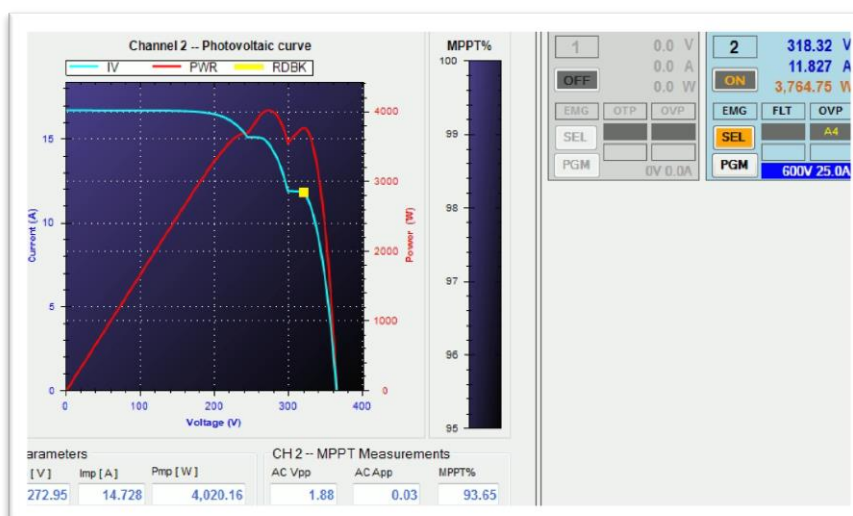 Channel 2 -- Photovoltaic curve
IV PWR RDBK
Current (A)
15
10
5
0
0 100 200 300 400
Voltage (V)
4000
3000
2000
1000
0
Power (W)
MPPT%
100
99
98
97
96
95
1 0.0 V
0.0 A
OFF 0.0 W
EMG OTP OVP
SEL
PGM 0V 0.0A
2 318.32 V
11.827 A
ON 3,764.75 W
EMG FLT OVP
SEL A4
PGM 600V 25.0A
arameters
[V] Imp [A] Pmp [W]
272.95 14.728 4,020.16
CH 2 -- MPPT Measurements
AC Vpp AC App MPPT%
1.88 0.03 93.65